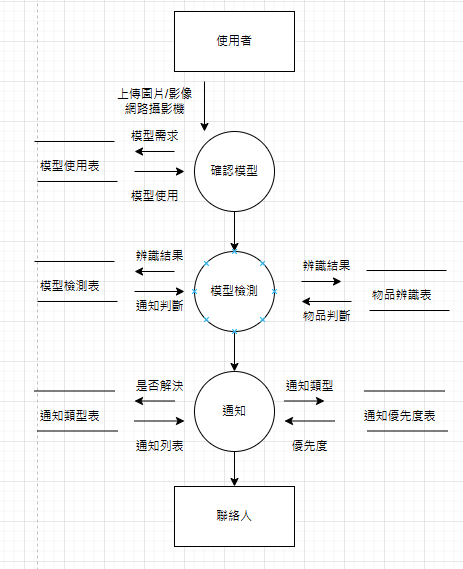 使用者
上傳圖片/影像
網路攝影機
模型需求
模型使用表
確認模型
模型使用
辨識結果
辨識結果
模型檢測表
模型檢測
物品辨識表
通知判斷
物品判斷
是否解決
通知類型
通知類型表
通知
通知優先度表
通知列表
優先度
聯絡人